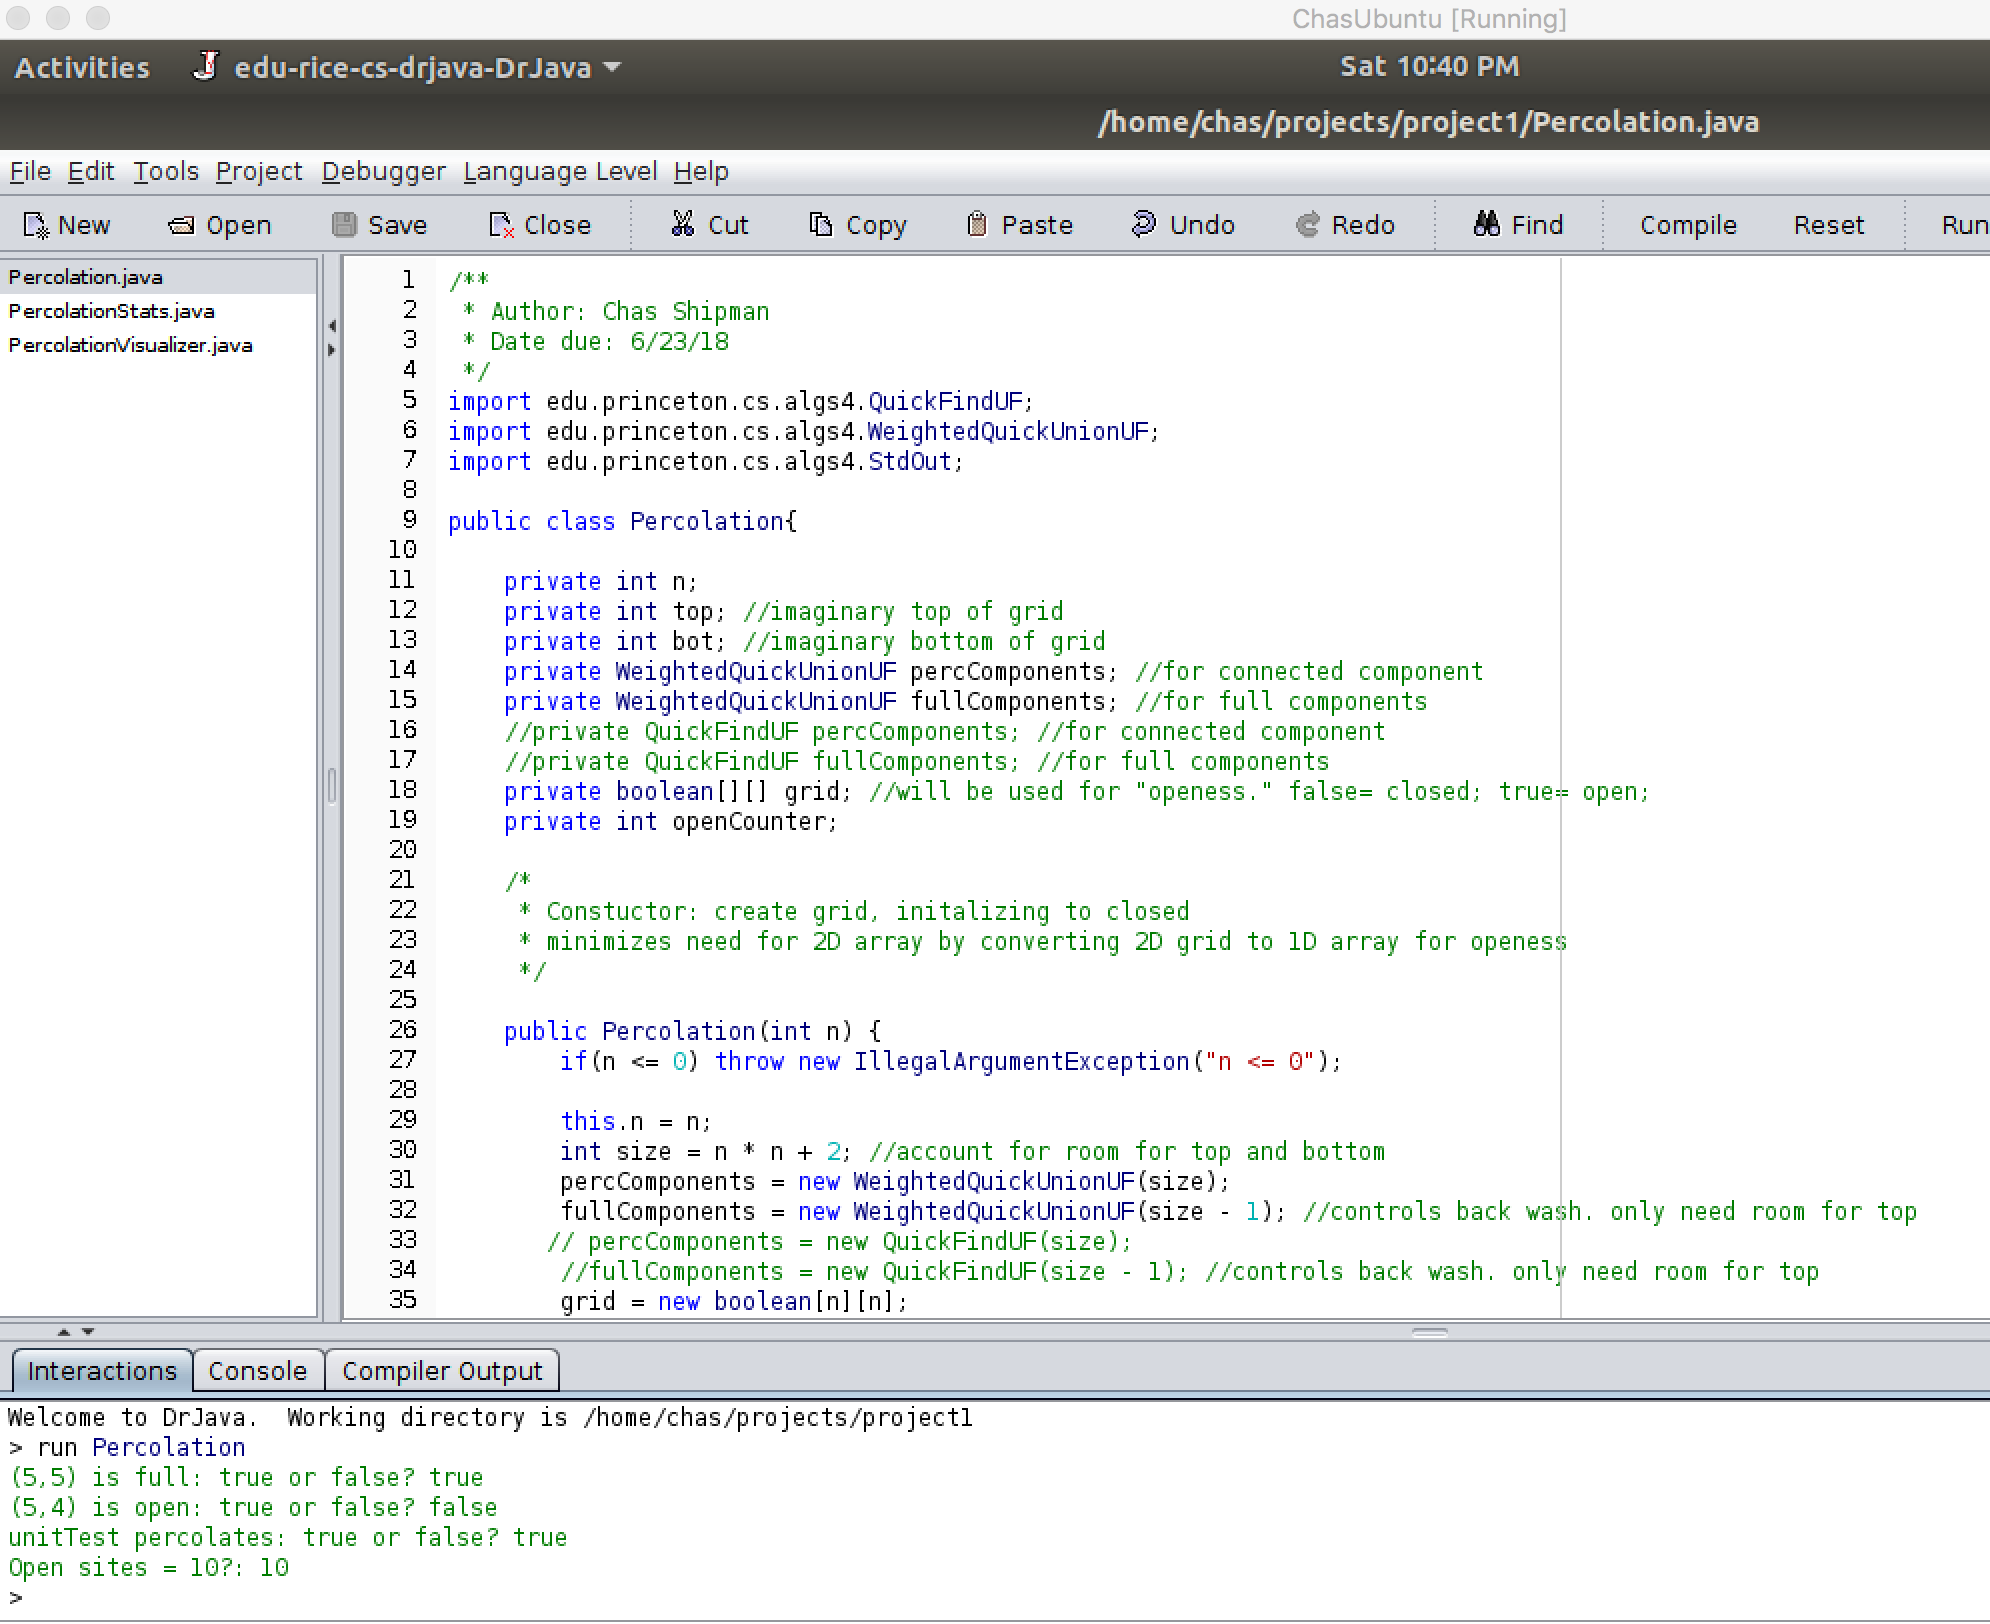 ChasUbuntu [Running]
Activities edu-rice-cs-drjava-DrJava Sat 10:40 PM
/home/chas/projects/project1/Percolation.java
File Edit Tools Project Debugger Language Level Help
New Open Save Close Cut Copy Paste Undo Redo Find Compile Reset Run
Percolation.java
PercolationStats.java
PercolationVisualizer.java
1 /**
2  * Author: Chas Shipman
3  * Date due: 6/23/18
4  */
5 import edu.princeton.cs.algs4.QuickFindUF;
6 import edu.princeton.cs.algs4.WeightedQuickUnionUF;
7 import edu.princeton.cs.algs4.StdOut;
8
9 public class Percolation{
10
11     private int n;
12     private int top; //imaginary top of grid
13     private int bot; //imaginary bottom of grid
14     private WeightedQuickUnionUF percComponents; //for connected component
15     private WeightedQuickUnionUF fullComponents; //for full components
16     //private QuickFindUF percComponents; //for connected component
17     //private QuickFindUF fullComponents; //for full components
18     private boolean[][] grid; //will be used for "openess." false= closed; true= open;
19     private int openCounter;
20
21     /*
22      * Constuctor: create grid, initalizing to closed
23      * minimizes need for 2D array by converting 2D grid to 1D array for openess
24      */
25
26     public Percolation(int n) {
27         if(n <= 0) throw new IllegalArgumentException("n <= 0");
28
29         this.n = n;
30         int size = n * n + 2; //account for room for top and bottom
31         percComponents = new WeightedQuickUnionUF(size);
32         fullComponents = new WeightedQuickUnionUF(size - 1); //controls back wash. only need room for top
33        // percComponents = new QuickFindUF(size);
34         //fullComponents = new QuickFindUF(size - 1); //controls back wash. only need room for top
35         grid = new boolean[n][n];
Interactions Console Compiler Output
Welcome to DrJava.  Working directory is /home/chas/projects/project1
> run Percolation
(5,5) is full: true or false? true
(5,4) is open: true or false? false
unitTest percolates: true or false? true
Open sites = 10?: 10
>